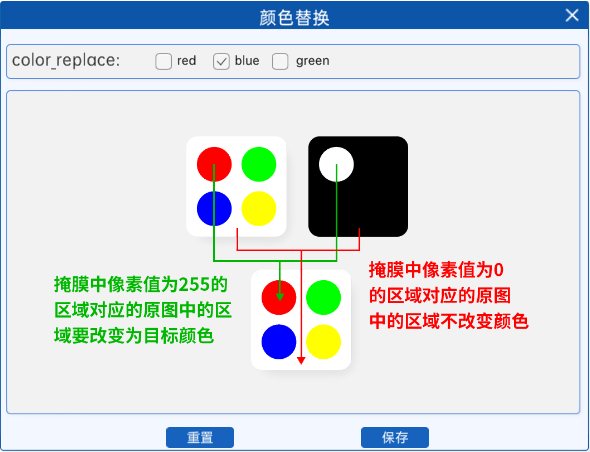 颜色替换
color_replace: red blue green
掩膜中像素值为255的
区域对应的原图中的区
域要改变为目标颜色
掩膜中像素值为0
的区域对应的原图
中的区域不改变颜色
重置 保存